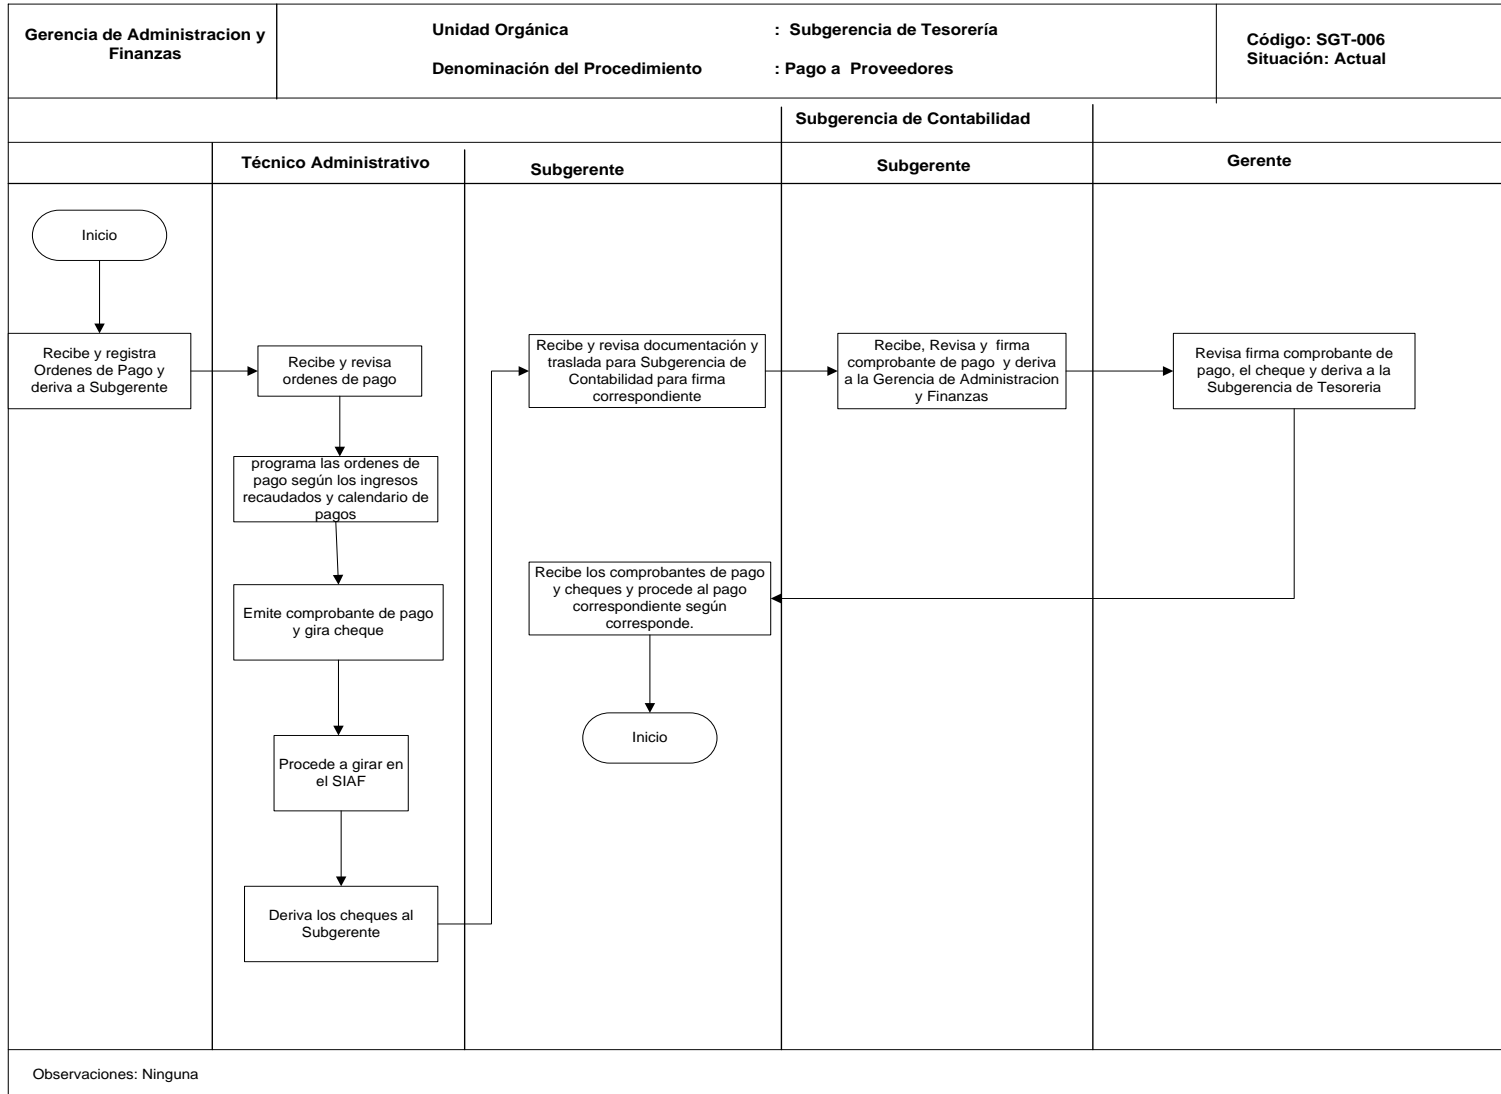 Gerencia de Administracion y
Finanzas
Unidad Orgánica : Subgerencia de Tesorería
Denominación del Procedimiento : Pago a Proveedores
Código: SGT-006
Situación: Actual
Subgerencia de Contabilidad
Técnico Administrativo
Subgerente
Subgerente
Gerente
Inicio
Recibe y registra
Ordenes de Pago y
deriva a Subgerente
Recibe y revisa
ordenes de pago
programa las ordenes de
pago según los ingresos
recaudados y calendario de
pagos
Emite comprobante de pago
y gira cheque
Procede a girar en
el SIAF
Deriva los cheques al
Subgerente
Recibe y revisa documentación y
traslada para Subgerencia de
Contabilidad para firma
correspondiente
Recibe, Revisa y firma
comprobante de pago y deriva
a la Gerencia de Administracion
y Finanzas
Revisa firma comprobante de
pago, el cheque y deriva a la
Subgerencia de Tesoreria
Recibe los comprobantes de pago
y cheques y procede al pago
correspondiente según
corresponde.
Inicio
Observaciones: Ninguna